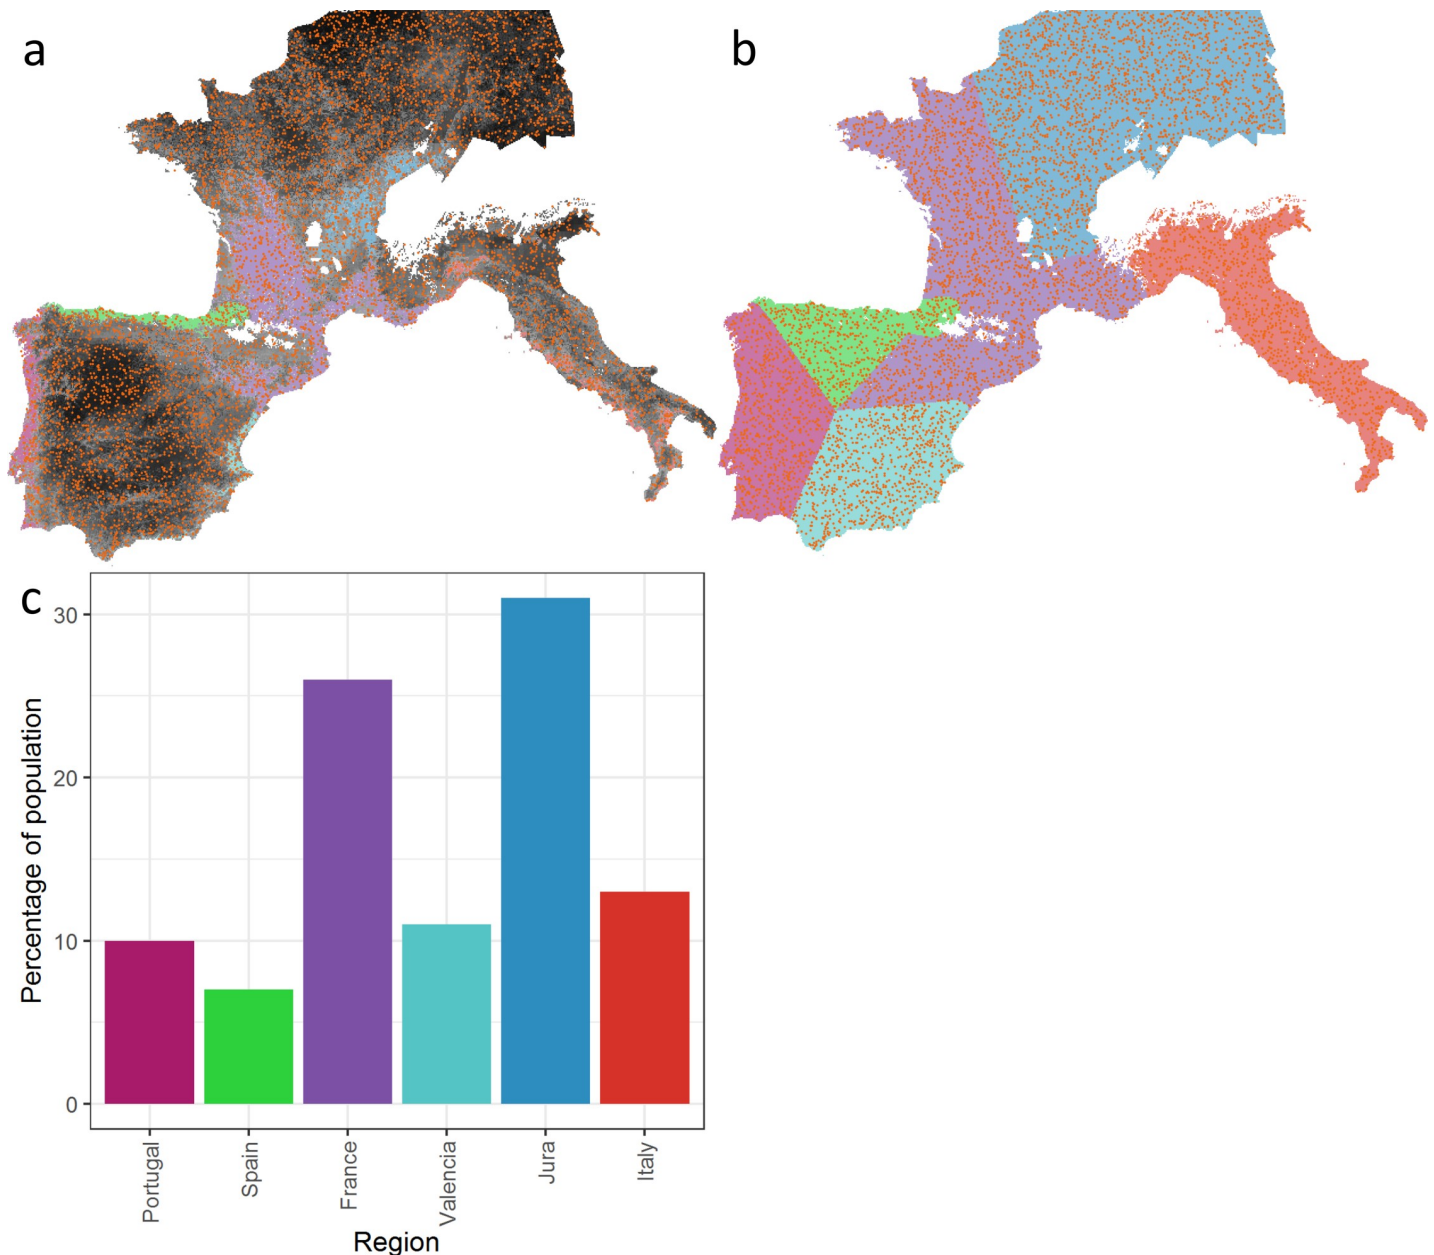 a
b
c
30
20
10
0
Percentage of population
Portugal
Spain
France
Valencia
Jura
Italy
Region